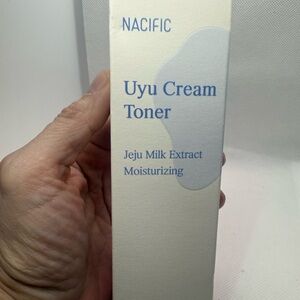 NACIFIC
Uyu Cream
Toner
Jeju Milk Extract
Moisturizing